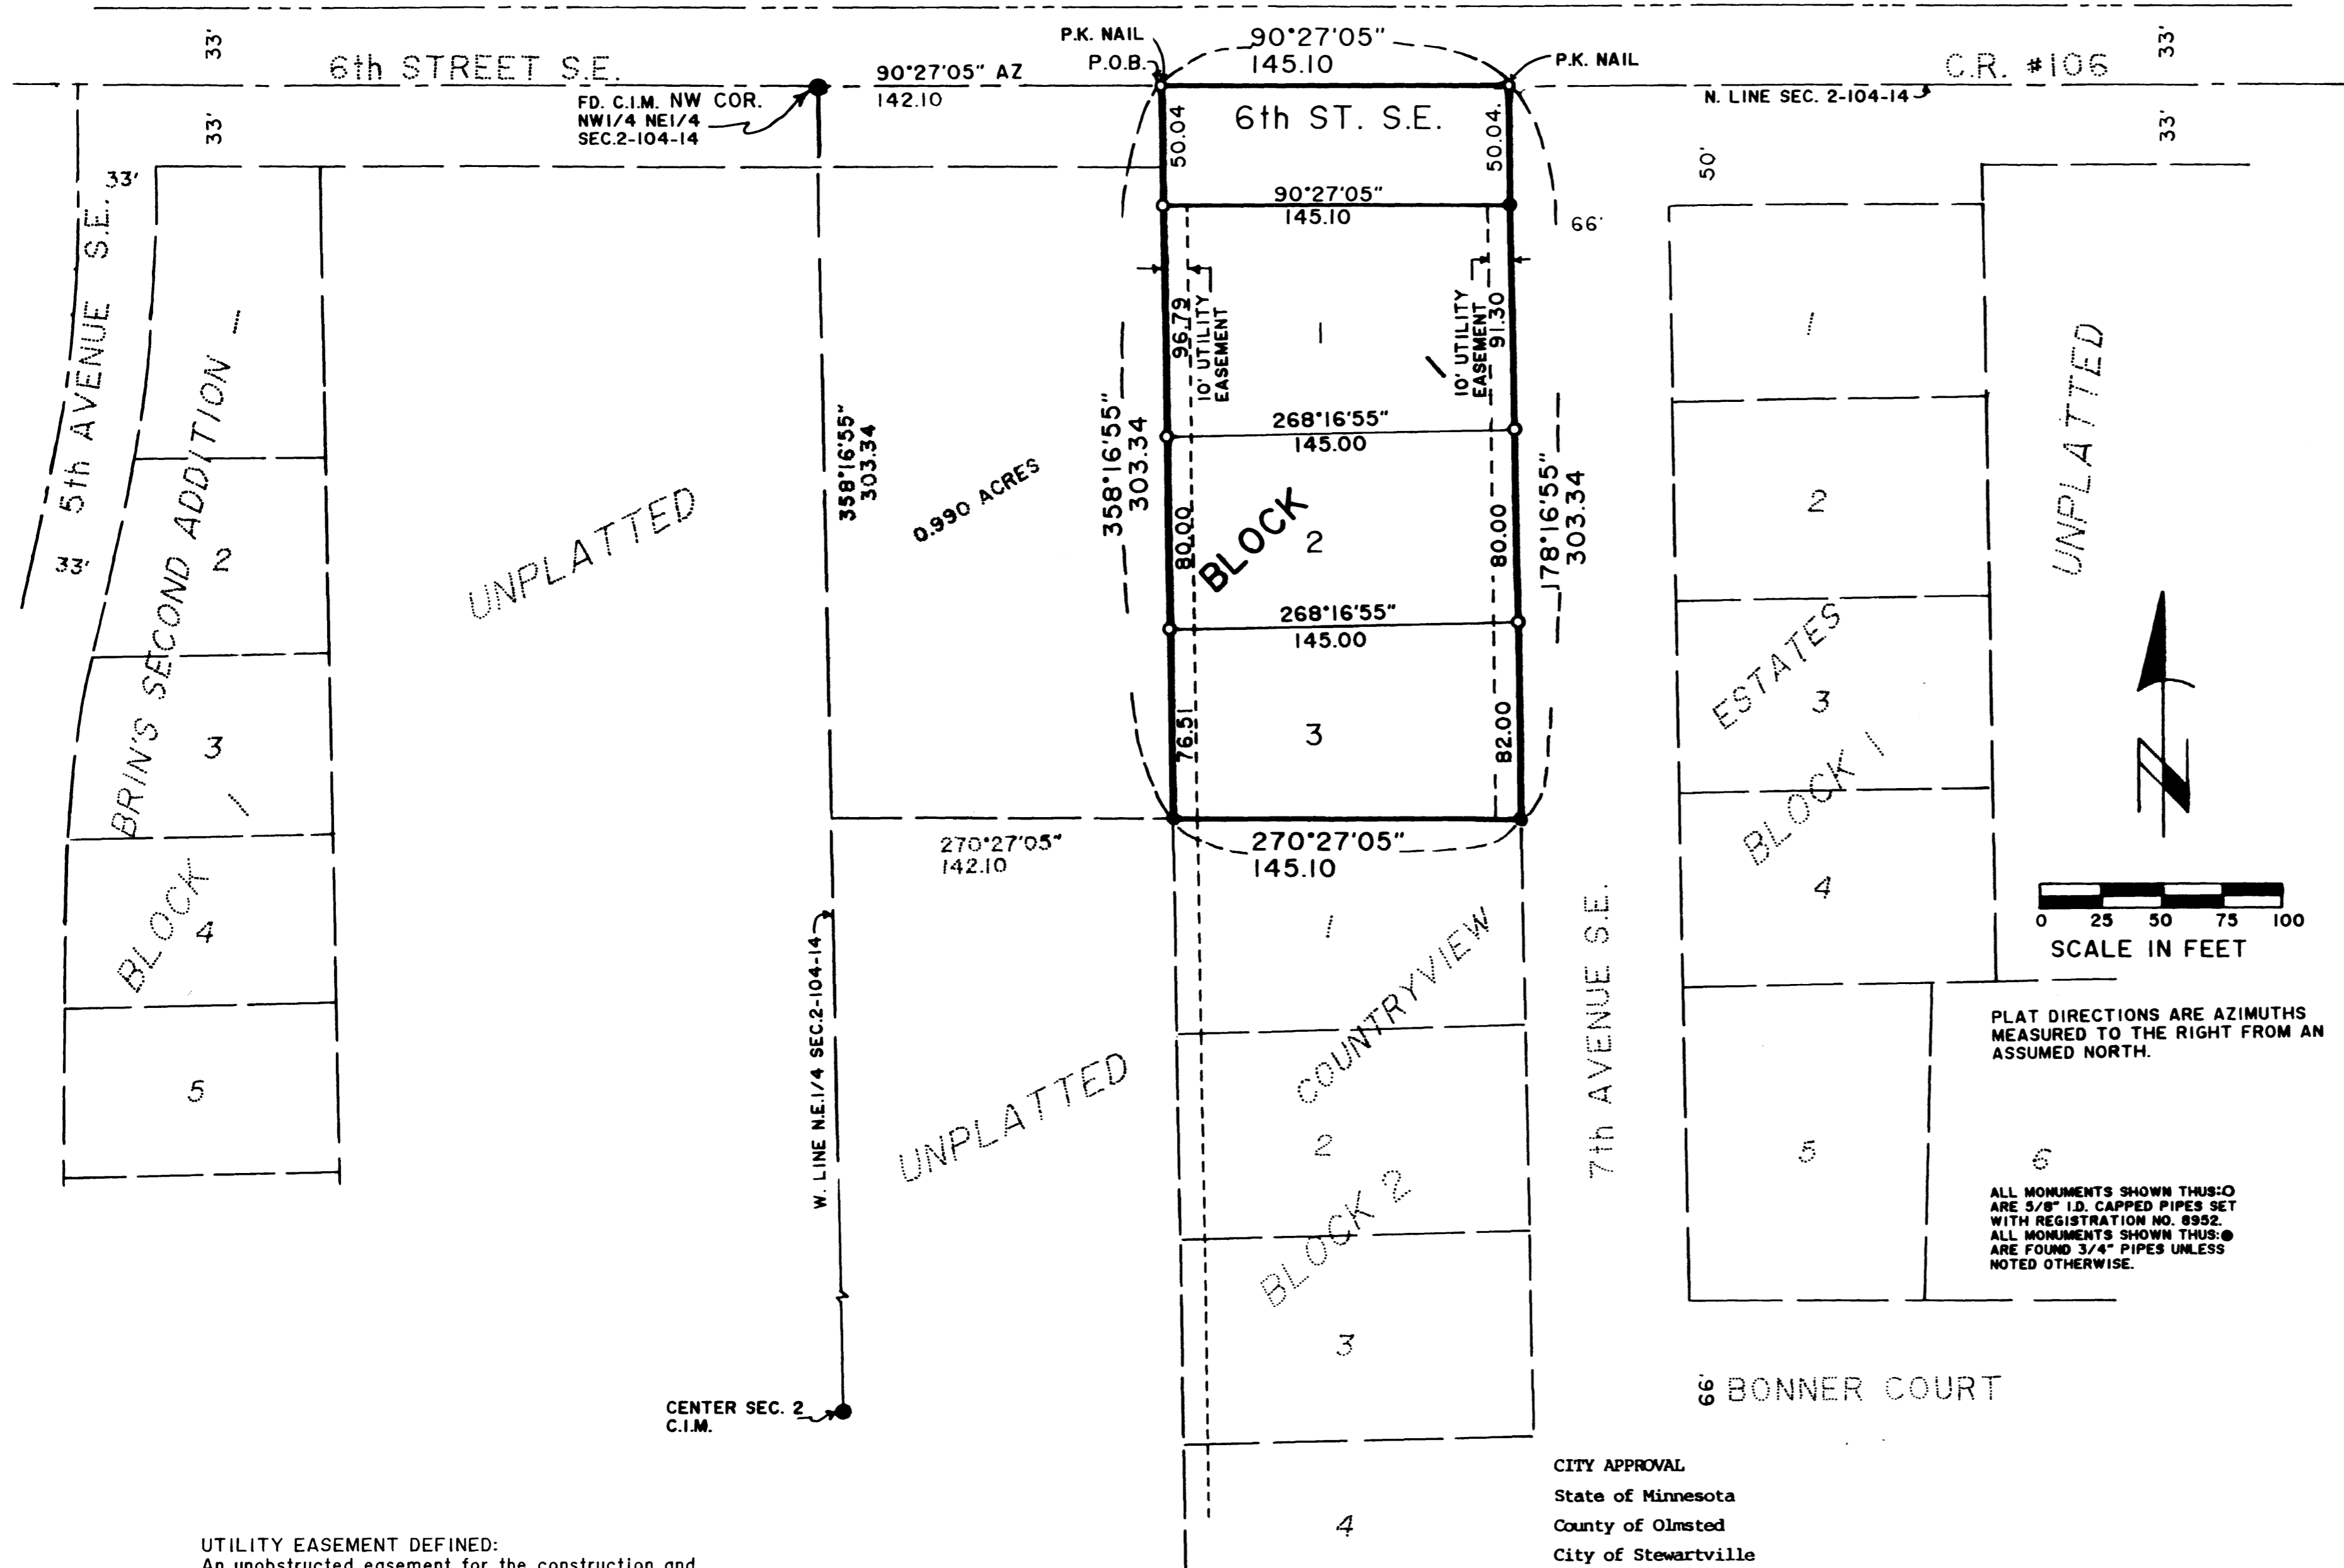 33'
6th STREET S.E.
33'
FD. C.I.M. NW COR.
NW1/4 NE1/4
SEC.2-104-14
90°27'05" AZ
142.10
P.K. NAIL
P.O.B.
90°27'05"
145.10
P.K. NAIL
C.R. #106
33'
N. LINE SEC. 2-104-14
33'
50.04
6th ST. S.E.
50.04
50'
33'
5th AVENUE S.E.
33'
90°27'05"
145.10
66'
96.79
10' UTILITY
EASEMENT
1
1
10' UTILITY
EASEMENT
91.30
268°16'55"
145.00
358°16'55"
303.34
80.00
BLOCK
2
80.00
178°16'55"
303.34
268°16'55"
145.00
76.51
3
82.00
270°27'05"
145.10
358°16'55"
303.34
0.990 ACRES
270°27'05"
142.10
UNPLATTED
UNPLATTED
W. LINE N.E.1/4 SEC.2-104-14
CENTER SEC. 2
C.I.M.
BRIN'S SECOND ADDITION
1
2
3
1
BLOCK
4
5
1
COUNTRYVIEW
2
BLOCK 2
3
4
7th AVENUE S.E.
1
2
ESTATES
3
BLOCK 1
4
5
6
66'
BONNER COURT
UNPLATTED
N
0 25 50 75 100
SCALE IN FEET
PLAT DIRECTIONS ARE AZIMUTHS
MEASURED TO THE RIGHT FROM AN
ASSUMED NORTH.
ALL MONUMENTS SHOWN THUS:O
ARE 5/8" I.D. CAPPED PIPES SET
WITH REGISTRATION NO. 8952.
ALL MONUMENTS SHOWN THUS:●
ARE FOUND 3/4" PIPES UNLESS
NOTED OTHERWISE.
CITY APPROVAL
State of Minnesota
County of Olmsted
City of Stewartville
UTILITY EASEMENT DEFINED:
An unobstructed easement for the construction and